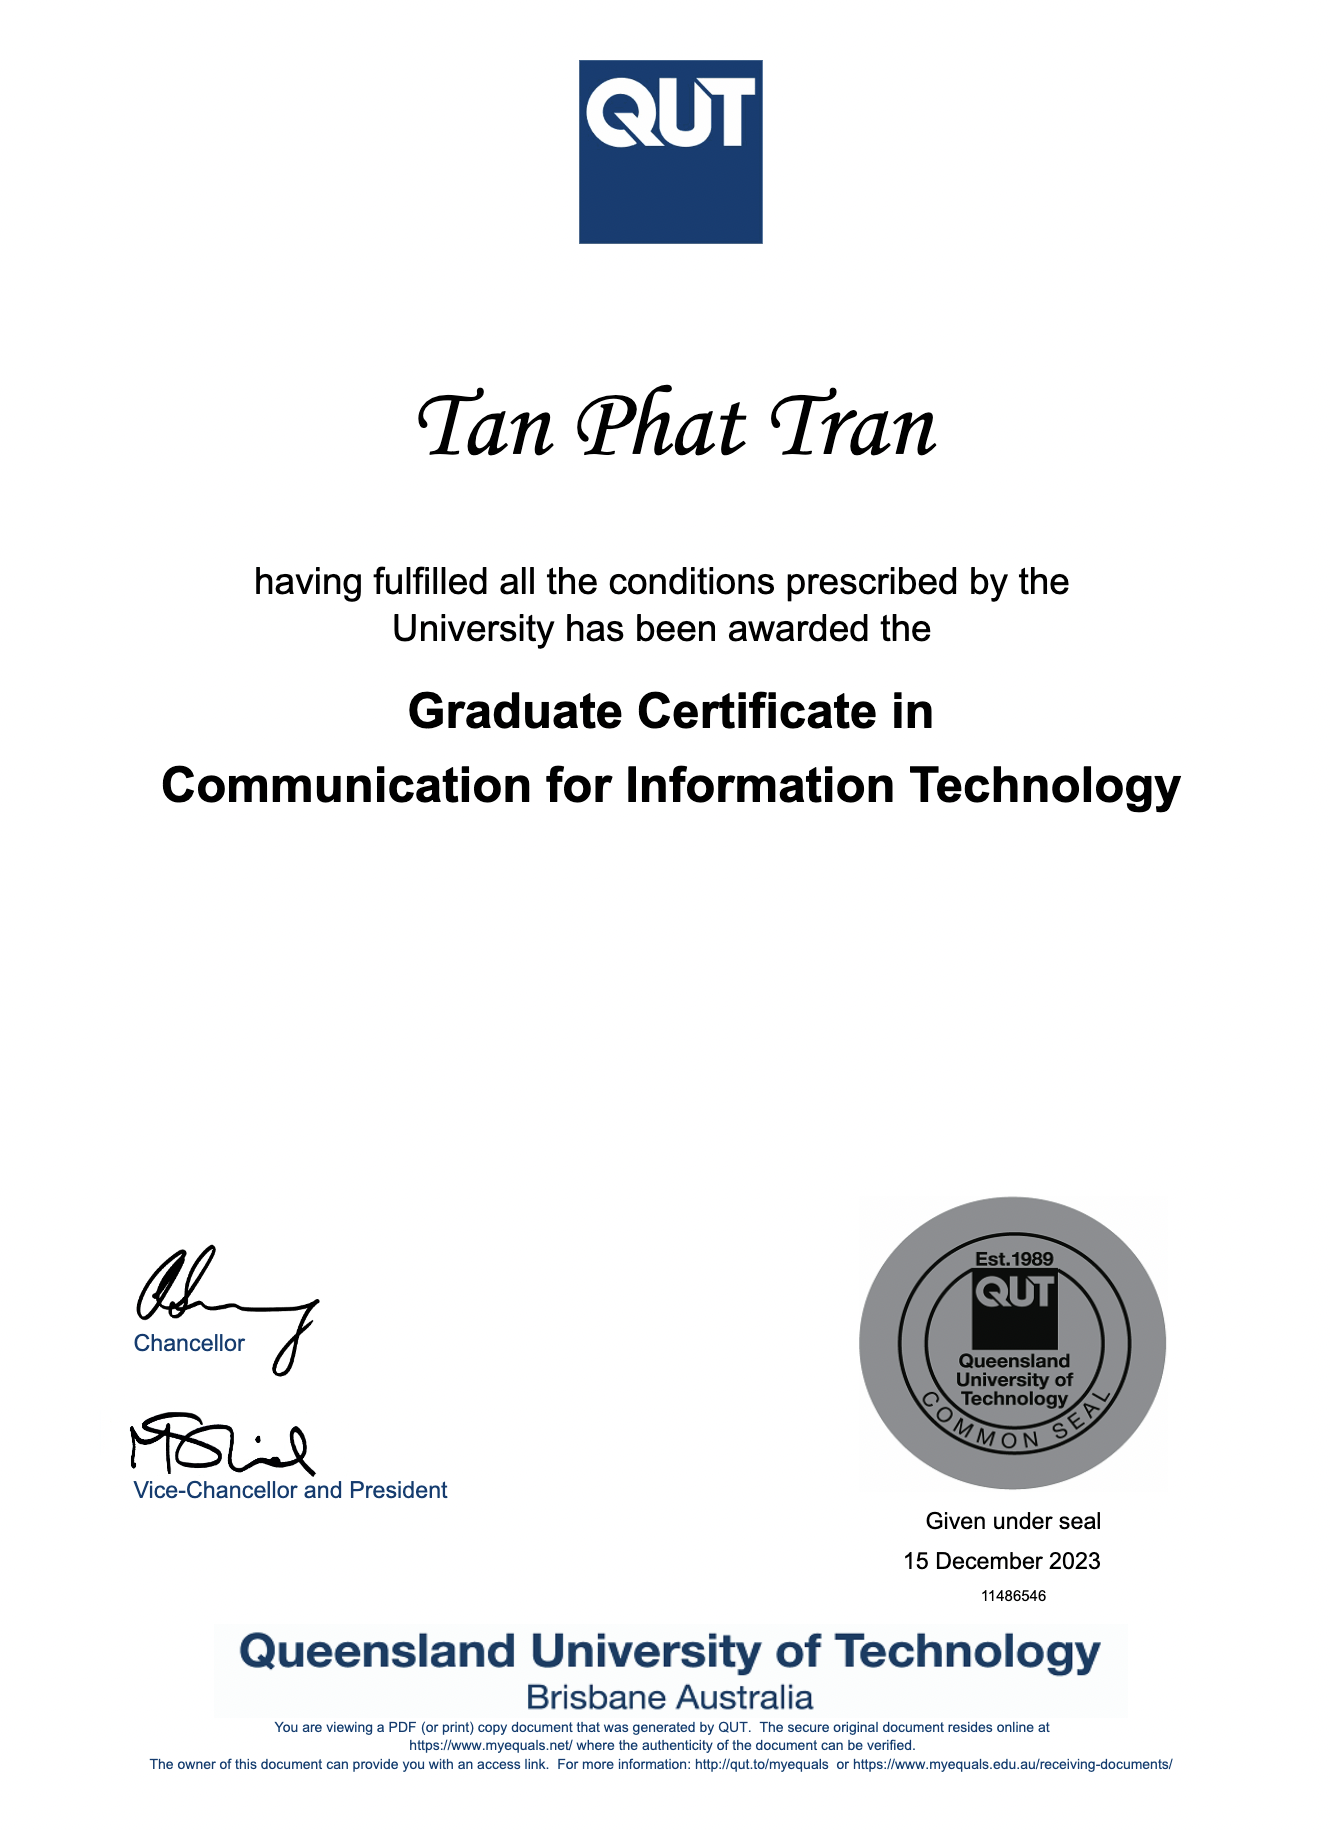 QUT
Tan Phat Tran
having fulfilled all the conditions prescribed by the
University has been awarded the
Graduate Certificate in
Communication for Information Technology
Chancellor
Vice-Chancellor and President
Est.1989
QUT
Queensland
University of
Technology
COMMON SEAL
Given under seal
15 December 2023
11486546
Queensland University of Technology
Brisbane Australia
You are viewing a PDF (or print) copy document that was generated by QUT. The secure original document resides online at
https://www.myequals.net/ where the authenticity of the document can be verified.
The owner of this document can provide you with an access link. For more information: http://qut.to/myequals or https://www.myequals.edu.au/receiving-documents/